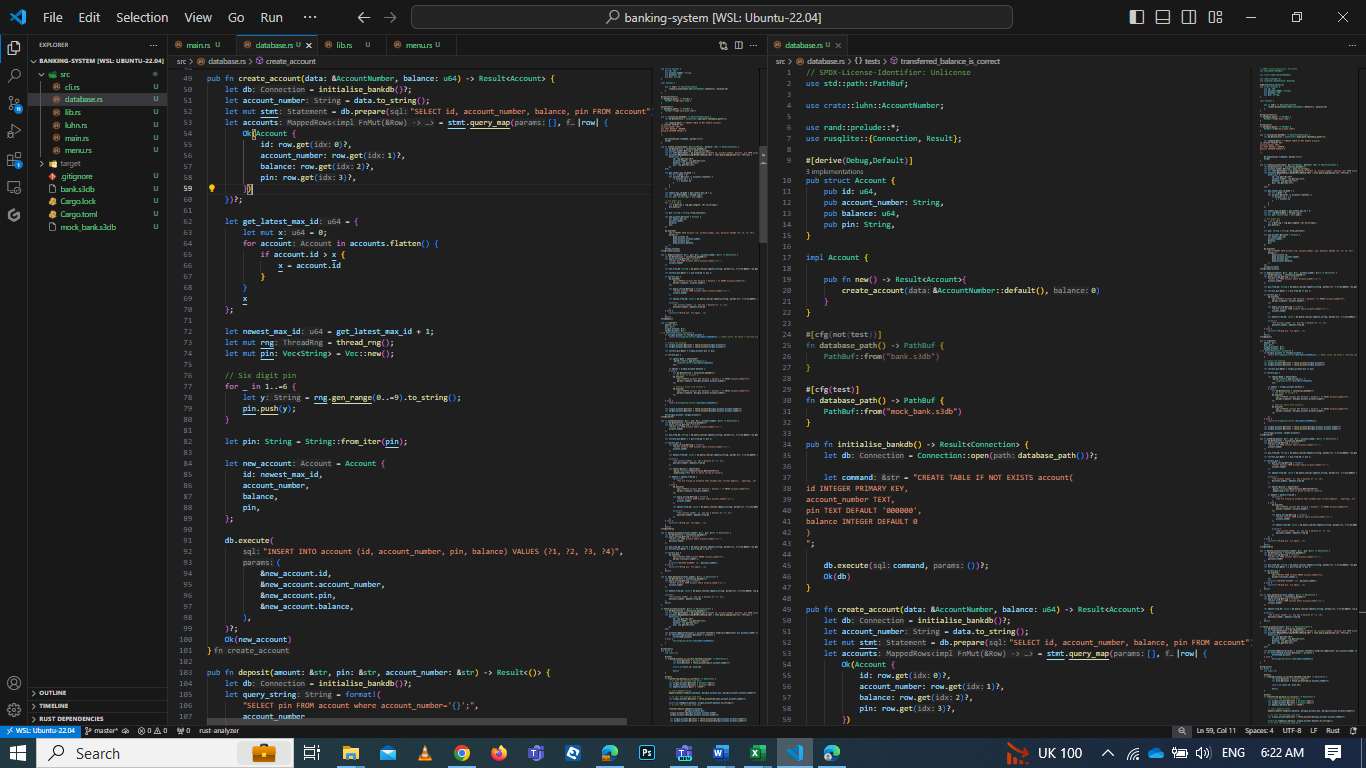 File Edit Selection View Go Run ··· banking-system [WSL: Ubuntu-22.04]
EXPLORER
BANKING-SYSTEM [WSL: UBUNTU-22.04]
src
cli.rs U
database.rs U
lib.rs U
luhn.rs U
main.rs U
menu.rs U
target
.gitignore U
bank.s3db U
Cargo.lock U
Cargo.toml U
mock_bank.s3db U
OUTLINE
TIMELINE
RUST DEPENDENCIES
main.rs U database.rs U lib.rs U menu.rs U
src > database.rs > create_account
49 pub fn create_account(data: &AccountNumber, balance: u64) -> Result<Account> {
50 let db: Connection = initialise_bankdb()?;
51 let account_number: String = data.to_string();
52 let mut stmt: Statement = db.prepare(sql: "SELECT id, account_number, balance, pin FROM account"
53 let accounts: MappedRows<impl FnMut(&Row) -> …> = stmt.query_map(params: [], f: |row| {
54 Ok(Account {
55 id: row.get(idx: 0)?,
56 account_number: row.get(idx: 1)?,
57 balance: row.get(idx: 2)?,
58 pin: row.get(idx: 3)?,
59 })
60 })?;
61
62 let get_latest_max_id: u64 = {
63 let mut x: u64 = 0;
64 for account: Account in accounts.flatten() {
65 if account.id > x {
66 x = account.id
67 }
68 }
69 x
70 };
71
72 let newest_max_id: u64 = get_latest_max_id + 1;
73 let mut rng: ThreadRng = thread_rng();
74 let mut pin: Vec<String> = Vec::new();
75
76 // Six digit pin
77 for _ in 1..=6 {
78 let y: String = rng.gen_range(0..=9).to_string();
79 pin.push(y);
80 }
81
82 let pin: String = String::from_iter(pin);
83
84 let new_account: Account = Account {
85 id: newest_max_id,
86 account_number,
87 balance,
88 pin,
89 };
90
91 db.execute(
92 sql: "INSERT INTO account (id, account_number, pin, balance) VALUES (?1, ?2, ?3, ?4)",
93 params: (
94 &new_account.id,
95 &new_account.account_number,
96 &new_account.pin,
97 &new_account.balance,
98 ),
99 )?;
100 Ok(new_account)
101 } fn create_account
102
103 pub fn deposit(amount: &str, pin: &str, account_number: &str) -> Result<()> {
104 let db: Connection = initialise_bankdb()?;
105 let query_string: String = format!(
106 "SELECT pin FROM account where account_number='{}';",
107 account_number
database.rs U
src > database.rs > {} tests > transferred_balance_is_correct
1 // SPDX-License-Identifier: Unlicense
2 use std::path::PathBuf;
3
4 use crate::luhn::AccountNumber;
5
6 use rand::prelude::*;
7 use rusqlite::{Connection, Result};
8
9 #[derive(Debug,Default)]
3 implementations
10 pub struct Account {
11 pub id: u64,
12 pub account_number: String,
13 pub balance: u64,
14 pub pin: String,
15 }
16
17 impl Account {
18
19 pub fn new() -> Result<Account>{
20 create_account(data: &AccountNumber::default(), balance: 0)
21 }
22 }
23
24 #[cfg(not(test))]
25 fn database_path() -> PathBuf {
26 PathBuf::from("bank.s3db")
27 }
28
29 #[cfg(test)]
30 fn database_path() -> PathBuf {
31 PathBuf::from("mock_bank.s3db")
32 }
33
34 pub fn initialise_bankdb() -> Result<Connection> {
35 let db: Connection = Connection::open(path: database_path())?;
36
37 let command: &str = "CREATE TABLE IF NOT EXISTS account(
38 id INTEGER PRIMARY KEY,
39 account_number TEXT,
40 pin TEXT DEFAULT '000000',
41 balance INTEGER DEFAULT 0
42 )
43 ";
44
45 db.execute(sql: command, params: ())?;
46 Ok(db)
47 }
48
49 pub fn create_account(data: &AccountNumber, balance: u64) -> Result<Account> {
50 let db: Connection = initialise_bankdb()?;
51 let account_number: String = data.to_string();
52 let mut stmt: Statement = db.prepare(sql: "SELECT id, account_number, balance, pin FROM account"
53 let accounts: MappedRows<impl FnMut(&Row) -> …> = stmt.query_map(params: [], f: |row| {
54 Ok(Account {
55 id: row.get(idx: 0)?,
56 account_number: row.get(idx: 1)?,
57 balance: row.get(idx: 2)?,
58 pin: row.get(idx: 3)?,
59 })
WSL: Ubuntu-22.04 master* 0 0 0 rust-analyzer Ln 59, Col 11 Spaces: 4 UTF-8 LF Rust
Search UK 100 ENG 6:22 AM